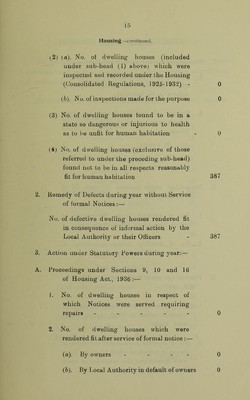 15
Housing—continued.
(2) (a). No. of dwelling houses (included
under sub-head (1) above) which were
inspected and recorded under the Housing
(Consolidated Regulations, 1925-1932) - 0
(b). No. of inspections made for the purpose 0
(3) No. of dwelling houses found to be in a
state so dangerous or injurious to health
as to be unfit for human habitation - 0
(4) No. of dwelling houses (exclusive of those
referred to under the preceding sub-head)
found not to be in all respects reasonably
fit for human habitation 387
2. Remedy of Defects during year without Service
of formal Notices:—
No. of defective dwelling houses rendered fit
in consequence of informal action by the
Local Authority or their Officers - 387
3. Action under Statutory Powers during year:—
A. Proceedings under Sections 9, 10 and 16
of Housing Act, 1936:—
1. No. of dwelling houses in respect of
which Notices were served requiring
repairs - - - - - 0
2. No. of dwelling houses which were
rendered fit after service of formal notice:—
(a). By owners - - - - 0
(b). By Local Authority in default of owners 0